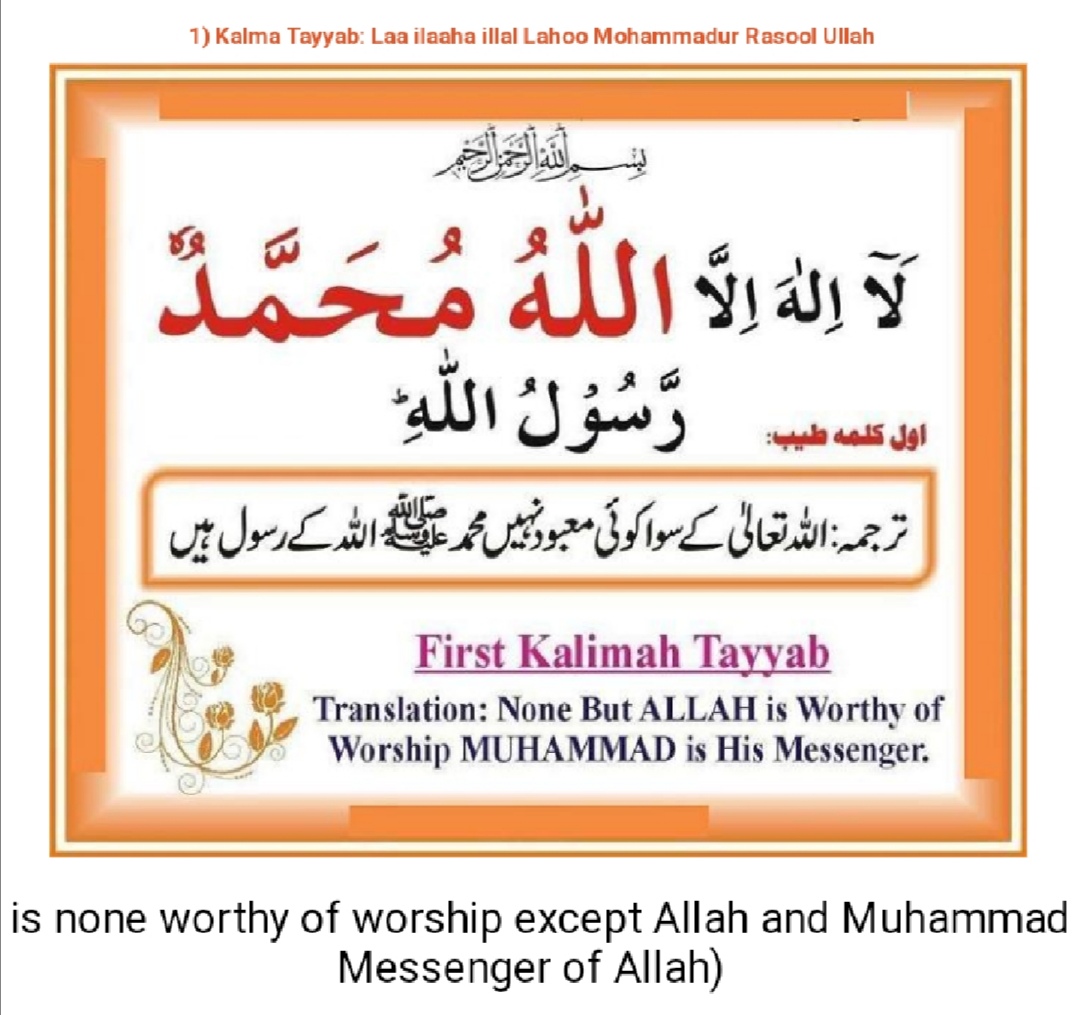 1) Kalma Tayyab: Laa ilaaha illal Lahoo Mohammadur Rasool Ullah
بِسْمِ اللهِ الرَّحْمٰنِ الرَّحِيْمِ
لَآ اِلٰهَ اِلَّا اللّٰهُ مُحَمَّدٌ
رَّسُوْلُ اللّٰهِؕ
اول کلمہ طیب:
ترجمہ: اللہ تعالیٰ کے سوا کوئی معبود نہیں محمد ﷺ اللہ کے رسول ہیں
First Kalimah Tayyab
Translation: None But ALLAH is Worthy of
Worship MUHAMMAD is His Messenger.
is none worthy of worship except Allah and Muhammad
Messenger of Allah)